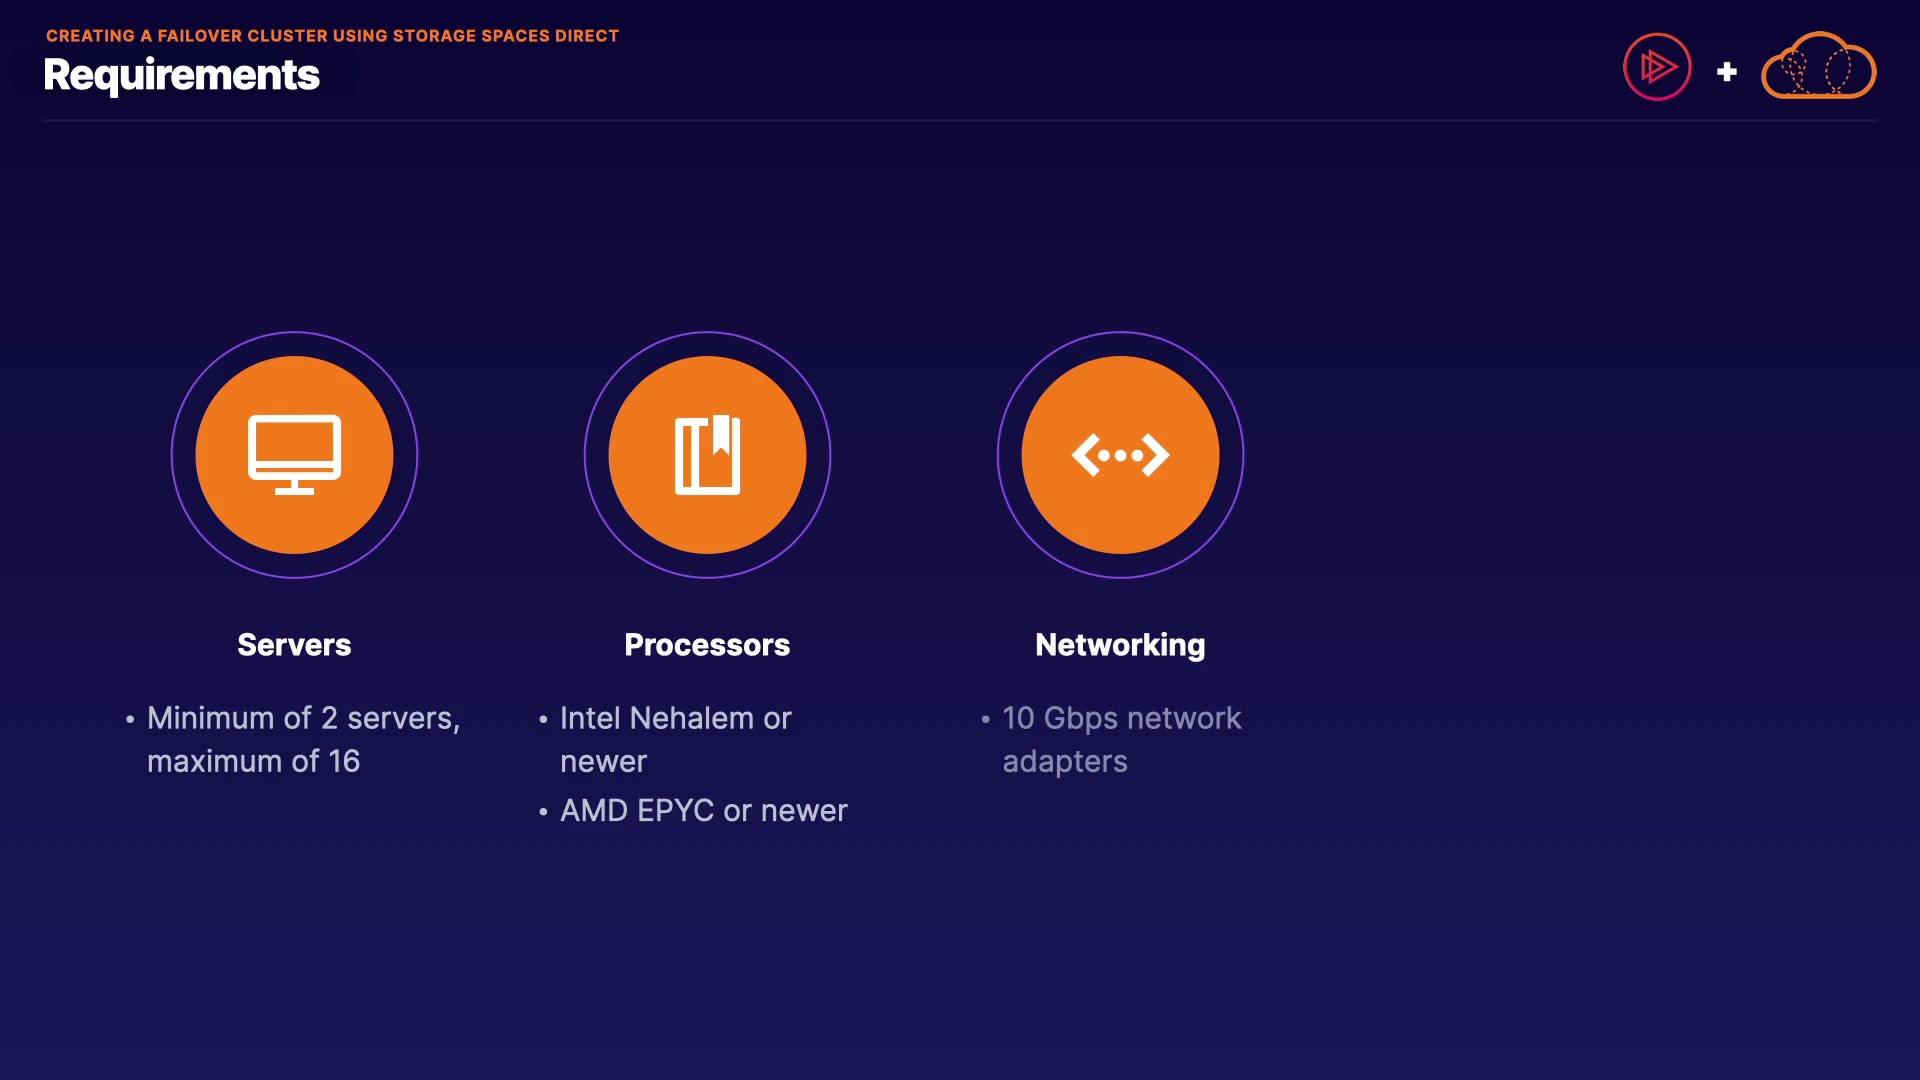 CREATING A FAILOVER CLUSTER USING STORAGE SPACES DIRECT
Requirements
Servers
• Minimum of 2 servers,
maximum of 16
Processors
• Intel Nehalem or
newer
• AMD EPYC or newer
Networking
• 10 Gbps network
adapters